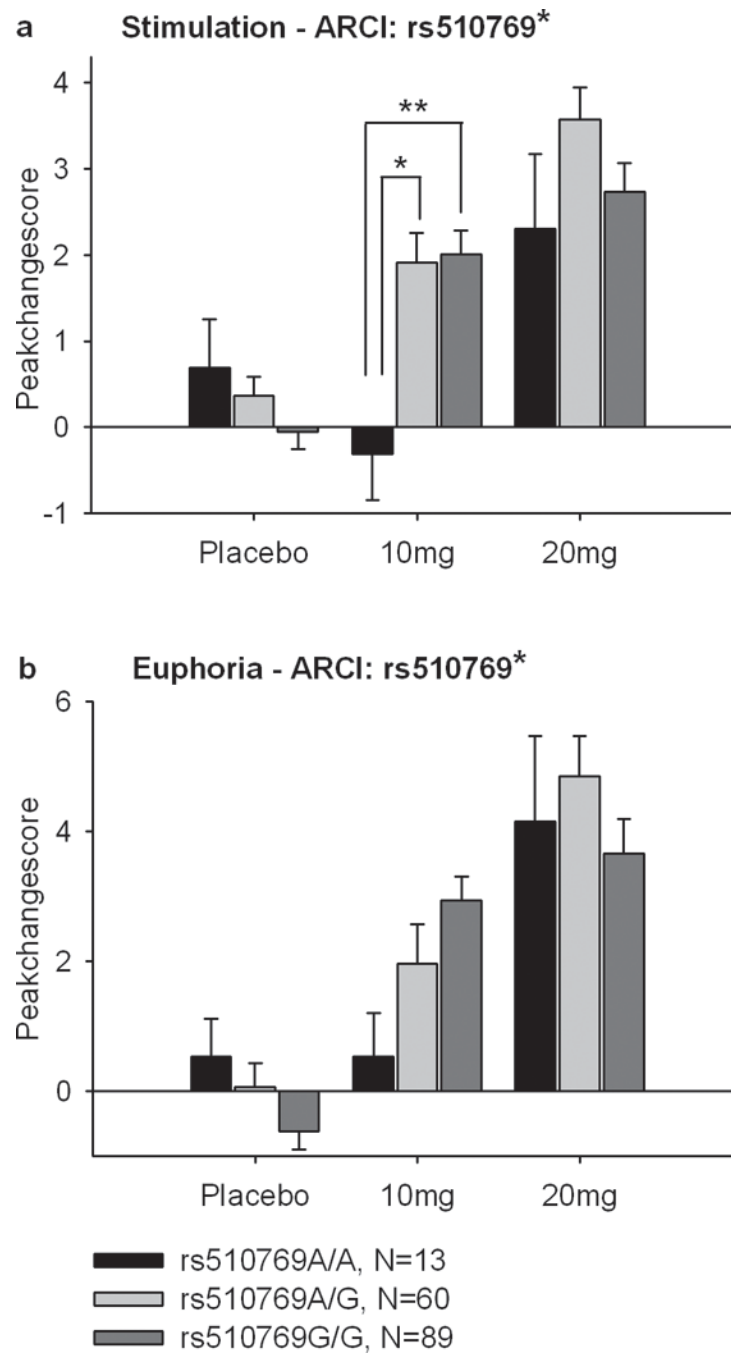 a Stimulation - ARCI: rs510769*
4
3
2
1
0
-1
Peakchangescore
**
*
Placebo 10mg 20mg
b Euphoria - ARCI: rs510769*
6
4
2
0
Peakchangescore
Placebo 10mg 20mg
rs510769A/A, N=13
rs510769A/G, N=60
rs510769G/G, N=89